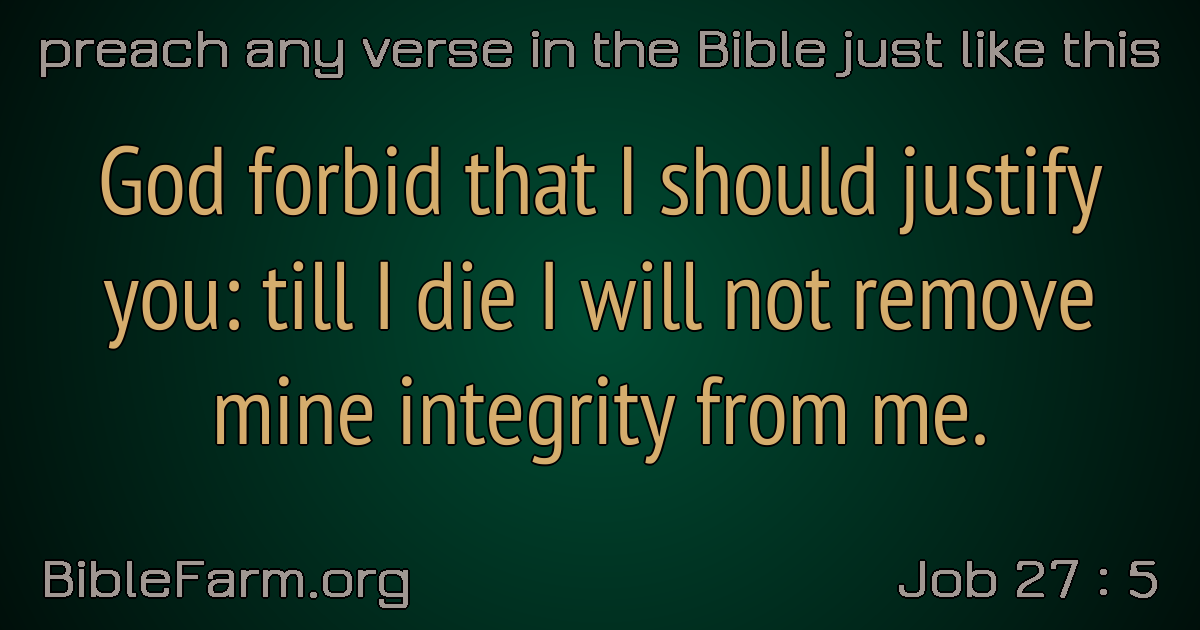 preach any verse in the Bible just like this
God forbid that I should justify
you: till I die I will not remove
mine integrity from me.
BibleFarm.org
Job 27 : 5